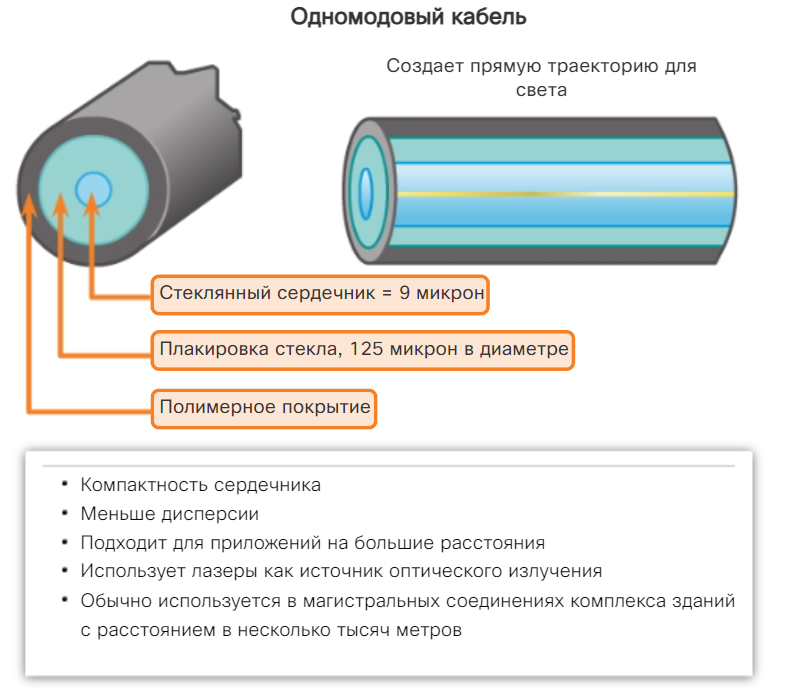 Одномодовый кабель
Создает прямую траекторию для
света
Стеклянный сердечник = 9 микрон
Плакировка стекла, 125 микрон в диаметре
Полимерное покрытие
• Компактность сердечника
• Меньше дисперсии
• Подходит для приложений на большие расстояния
• Использует лазеры как источник оптического излучения
• Обычно используется в магистральных соединениях комплекса зданий
с расстоянием в несколько тысяч метров